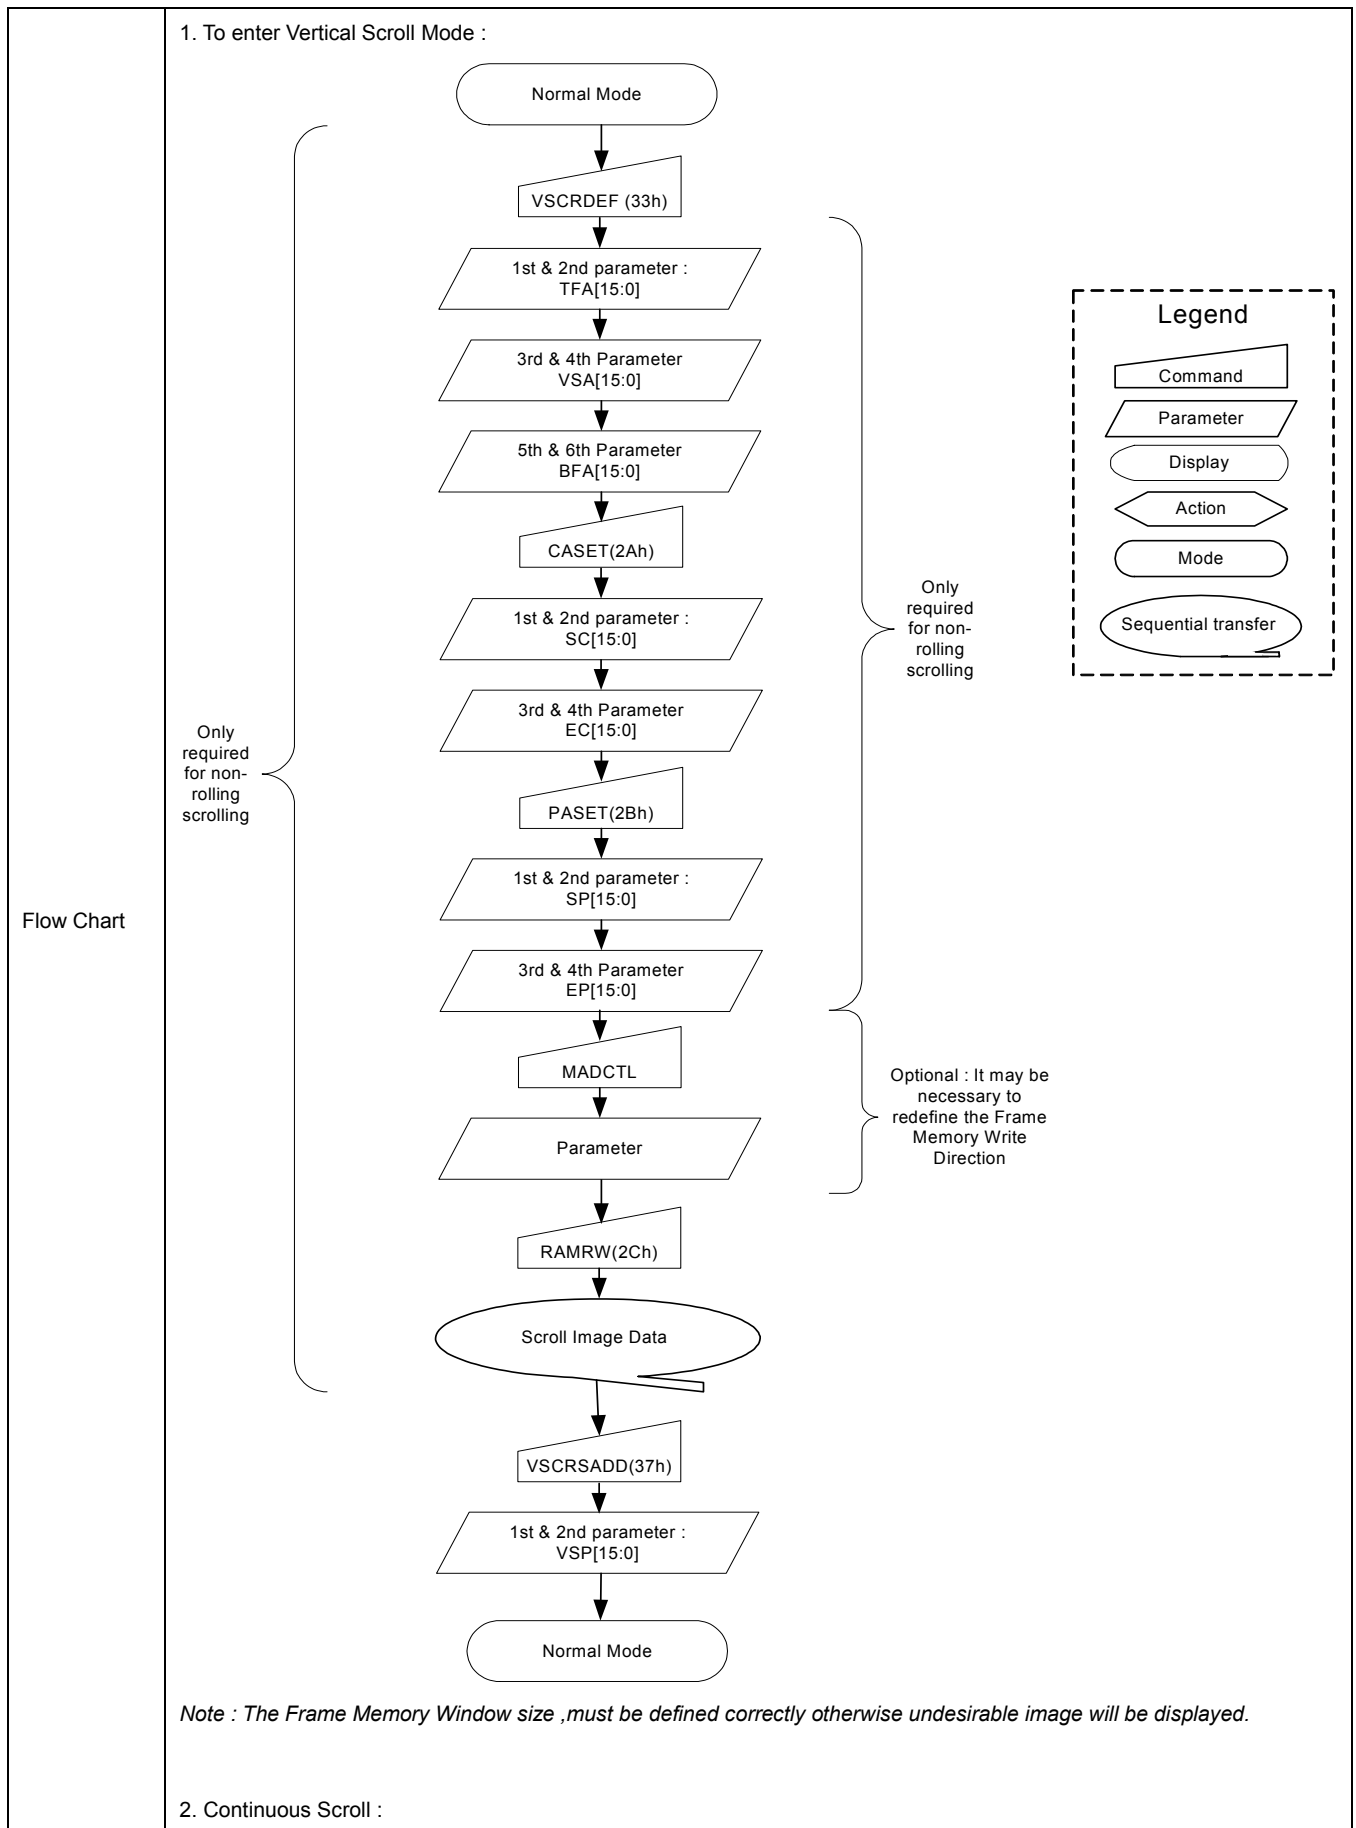 1. To enter Vertical Scroll Mode :
Normal Mode
VSCRDEF (33h)
1st & 2nd parameter :
TFA[15:0]
3rd & 4th Parameter
VSA[15:0]
5th & 6th Parameter
BFA[15:0]
CASET(2Ah)
1st & 2nd parameter :
SC[15:0]
3rd & 4th Parameter
EC[15:0]
PASET(2Bh)
1st & 2nd parameter :
SP[15:0]
3rd & 4th Parameter
EP[15:0]
MADCTL
Parameter
RAMRW(2Ch)
Scroll Image Data
VSCRSADD(37h)
1st & 2nd parameter :
VSP[15:0]
Normal Mode
Only
required
for non-
rolling
scrolling
Only
required
for non-
rolling
scrolling
Optional : It may be
necessary to
redefine the Frame
Memory Write
Direction
Legend
Command
Parameter
Display
Action
Mode
Sequential transfer
Flow Chart
Note : The Frame Memory Window size ,must be defined correctly otherwise undesirable image will be displayed.
2. Continuous Scroll :